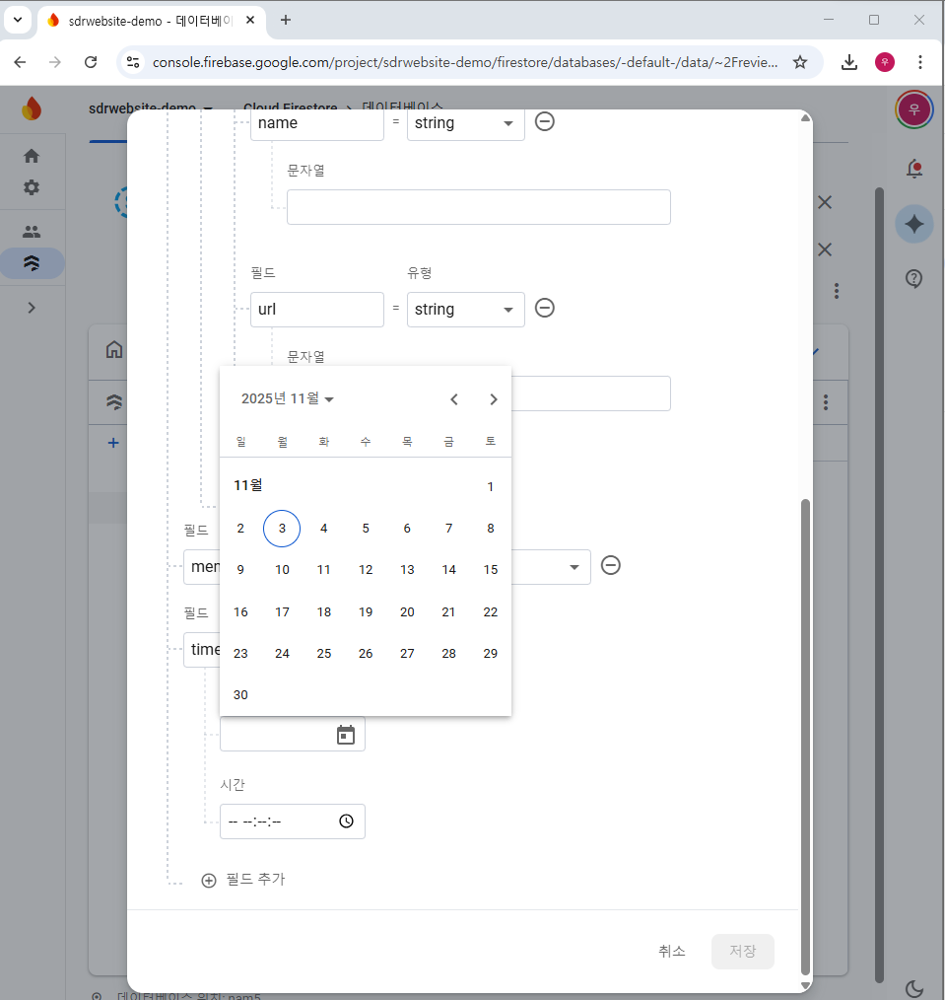 sdrwebsite-demo - 데이터베이
console.firebase.google.com/project/sdrwebsite-demo/firestore/databases/-default-/data/~2Frevie...
우
sdrwebsite-demo
Cloud Firestore
데이터베이스
우
name = string
문자열
필드 유형
url = string
문자열
2025년 11월
일 월 화 수 목 금 토
11월 1
2 3 4 5 6 7 8
9 10 11 12 13 14 15
16 17 18 19 20 21 22
23 24 25 26 27 28 29
30
필드
필드
time
시간
-- --:--:--
필드 추가
취소 저장
데이터베이스 위치: nam5